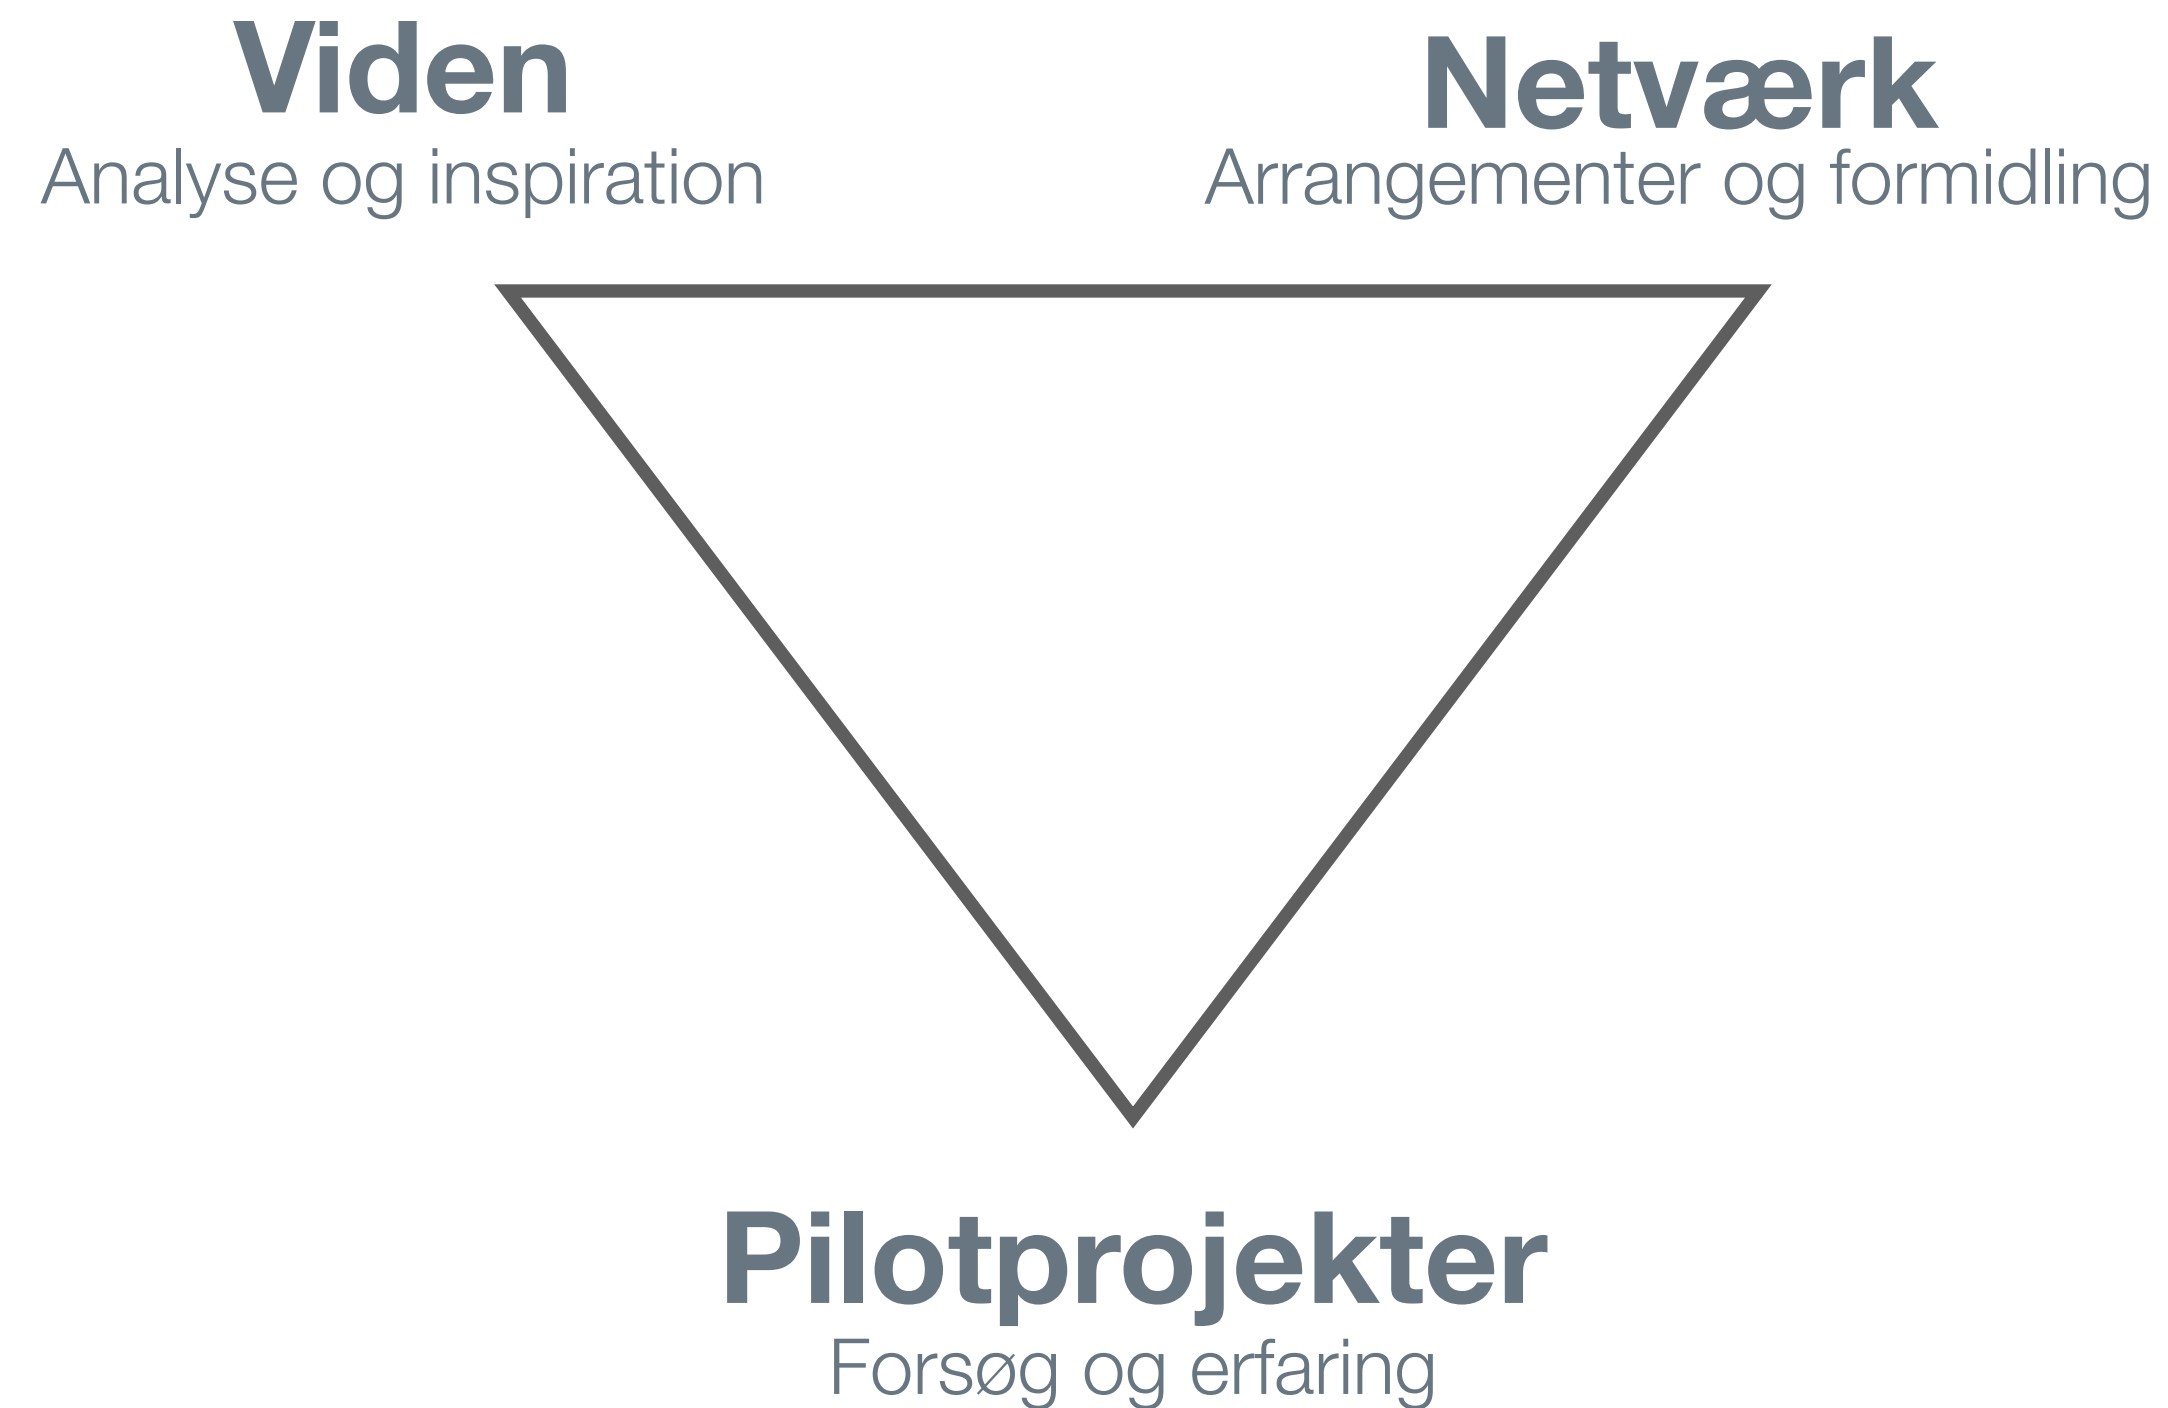 Viden
Analyse og inspiration
Netværk
Arrangementer og formidling
Pilotprojekter
Forsøg og erfaring